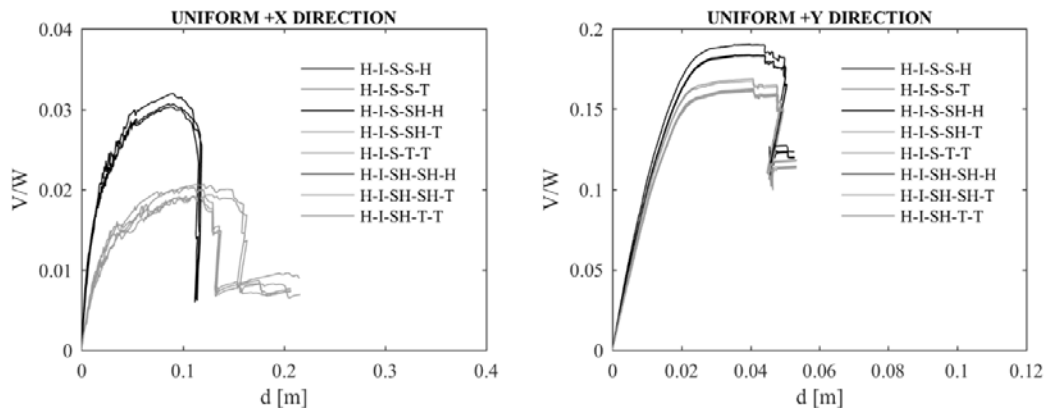 UNIFORM +X DIRECTION
0.04
0.03
0.02
0.01
0
V/W
H-I-S-S-H
H-I-S-S-T
H-I-S-SH-H
H-I-S-SH-T
H-I-S-T-T
H-I-SH-SH-H
H-I-SH-SH-T
H-I-SH-T-T
0 0.1 0.2 0.3 0.4
d [m]
UNIFORM +Y DIRECTION
0.2
0.15
0.1
0.05
0
V/W
H-I-S-S-H
H-I-S-S-T
H-I-S-SH-H
H-I-S-SH-T
H-I-S-T-T
H-I-SH-SH-H
H-I-SH-SH-T
H-I-SH-T-T
0 0.02 0.04 0.06 0.08 0.1 0.12
d [m]